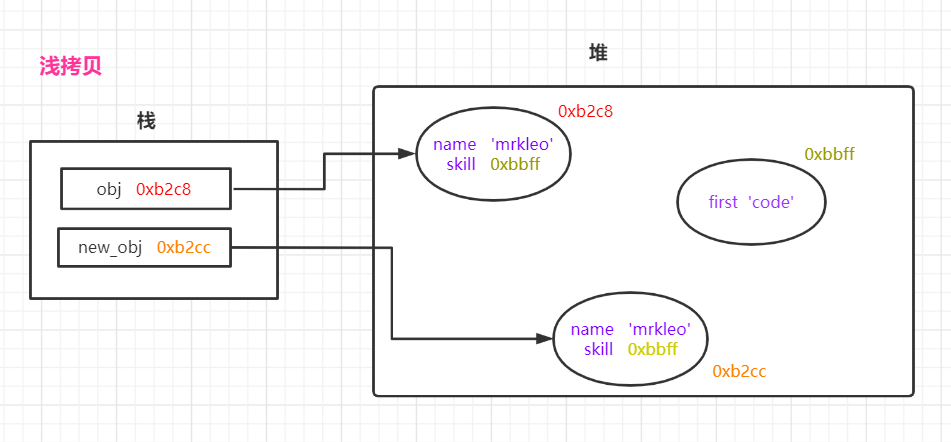 浅拷贝
堆
栈
0xb2c8
name 'mrkleo'
skill 0xbbff
0xbbff
obj 0xb2c8
first 'code'
new_obj 0xb2cc
name 'mrkleo'
skill 0xbbff
0xb2cc